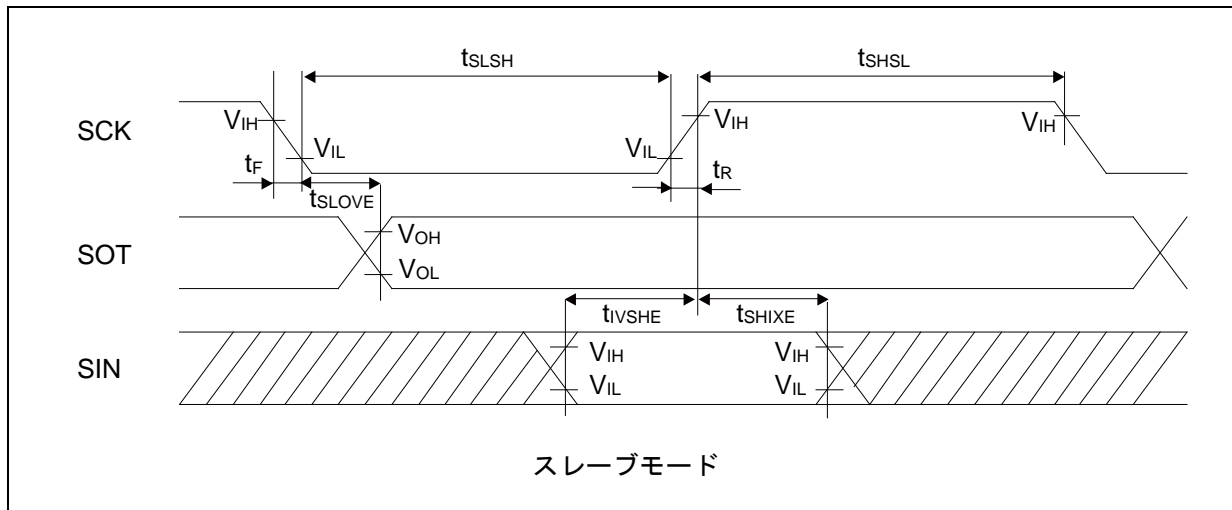 tSLSH
tSHSL
SCK
VIH
VIL
VIL
VIH
VIH
tF
tSLOVE
tR
SOT
VOH
VOL
tIVSHE
tSHIXE
SIN
VIH
VIL
VIH
VIL
スレーブモード